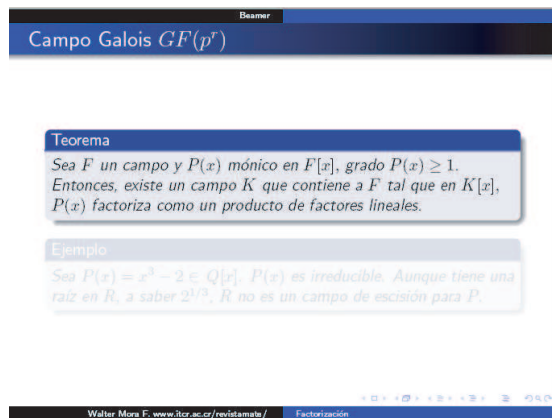 Beamer
Campo Galois GF(p^r)
Teorema
Sea F un campo y P(x) mónico en F[x], grado P(x) ≥ 1.
Entonces, existe un campo K que contiene a F tal que en K[x],
P(x) factoriza como un producto de factores lineales.
Ejemplo
Sea P(x) = x³ − 2 ∈ Q[x]. P(x) es irreducible. Aunque tiene una
raíz en R, a saber 2^{1/3}, R no es un campo de escisión para P.
Walter Mora F. www.itcr.ac.cr/revistamate/
Factorización